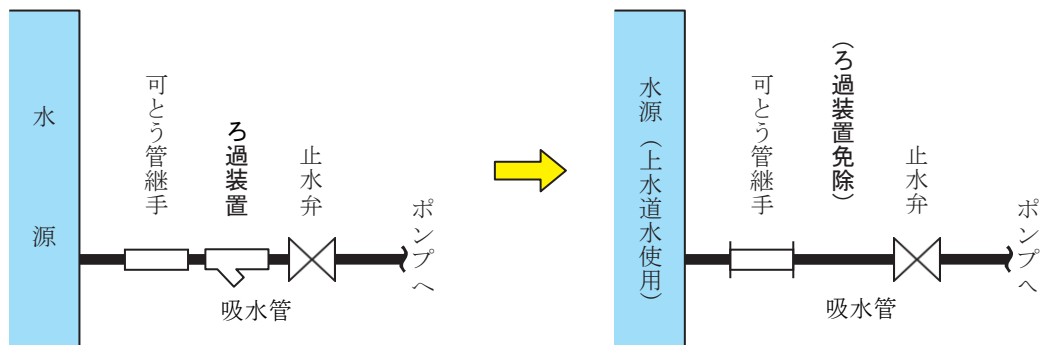 水源
可とう管継手
ろ過装置
止水弁
ポンプへ
吸水管
水源（上水道水使用）
可とう管継手
（ろ過装置免除）
止水弁
ポンプへ
吸水管